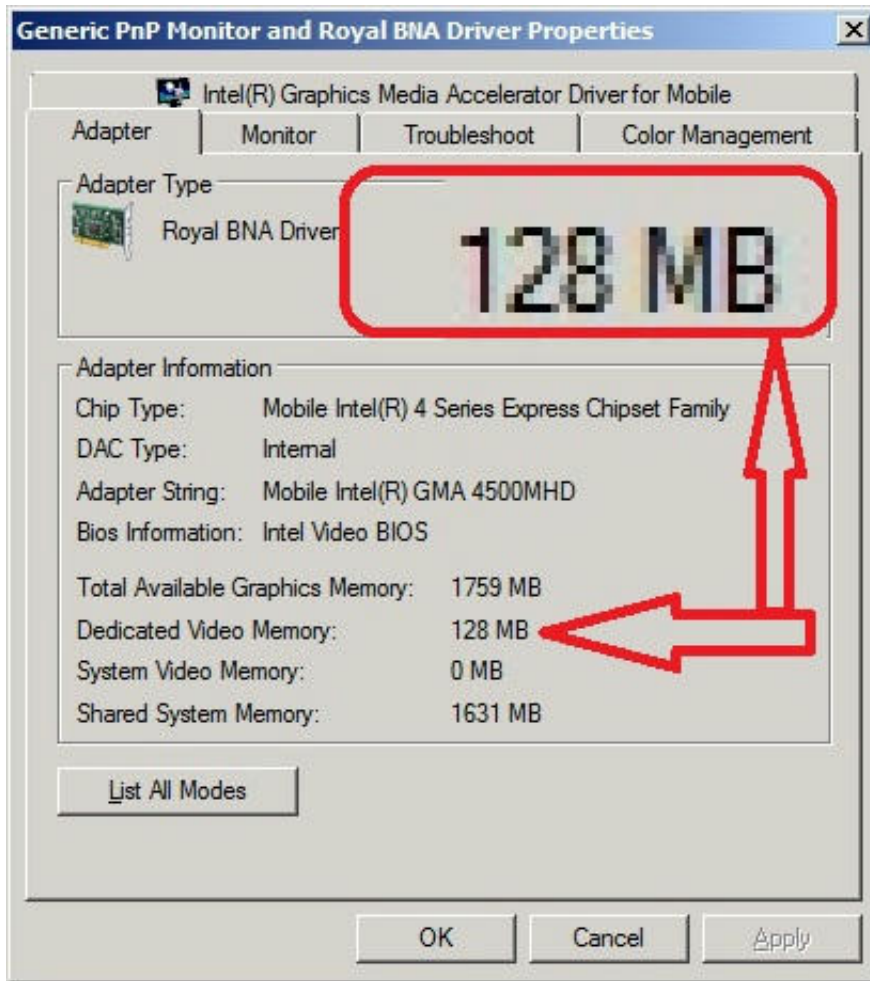 Generic PnP Monitor and Royal BNA Driver Properties
Intel(R) Graphics Media Accelerator Driver for Mobile
Adapter Monitor Troubleshoot Color Management
Adapter Type
Royal BNA Driver
128 MB
Adapter Information
Chip Type: Mobile Intel(R) 4 Series Express Chipset Family
DAC Type: Internal
Adapter String: Mobile Intel(R) GMA 4500MHD
Bios Information: Intel Video BIOS
Total Available Graphics Memory: 1759 MB
Dedicated Video Memory: 128 MB
System Video Memory: 0 MB
Shared System Memory: 1631 MB
List All Modes
OK Cancel Apply